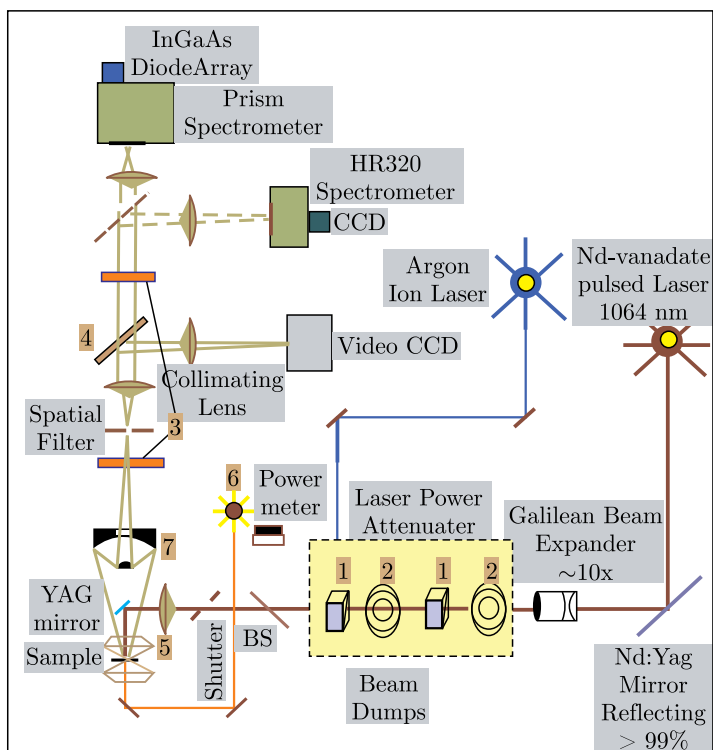 InGaAs
DiodeArray
Prism
Spectrometer
HR320
Spectrometer
CCD
Argon
Ion Laser
Nd-vanadate
pulsed Laser
1064 nm
4
Video CCD
Collimating
Lens
Spatial
Filter
3
6
Power
meter
Laser Power
Attenuater
Galilean Beam
Expander
~10x
7
1
2
1
2
YAG
mirror
5
Shutter
BS
Sample
Beam
Dumps
Nd:Yag
Mirror
Reflecting
> 99%